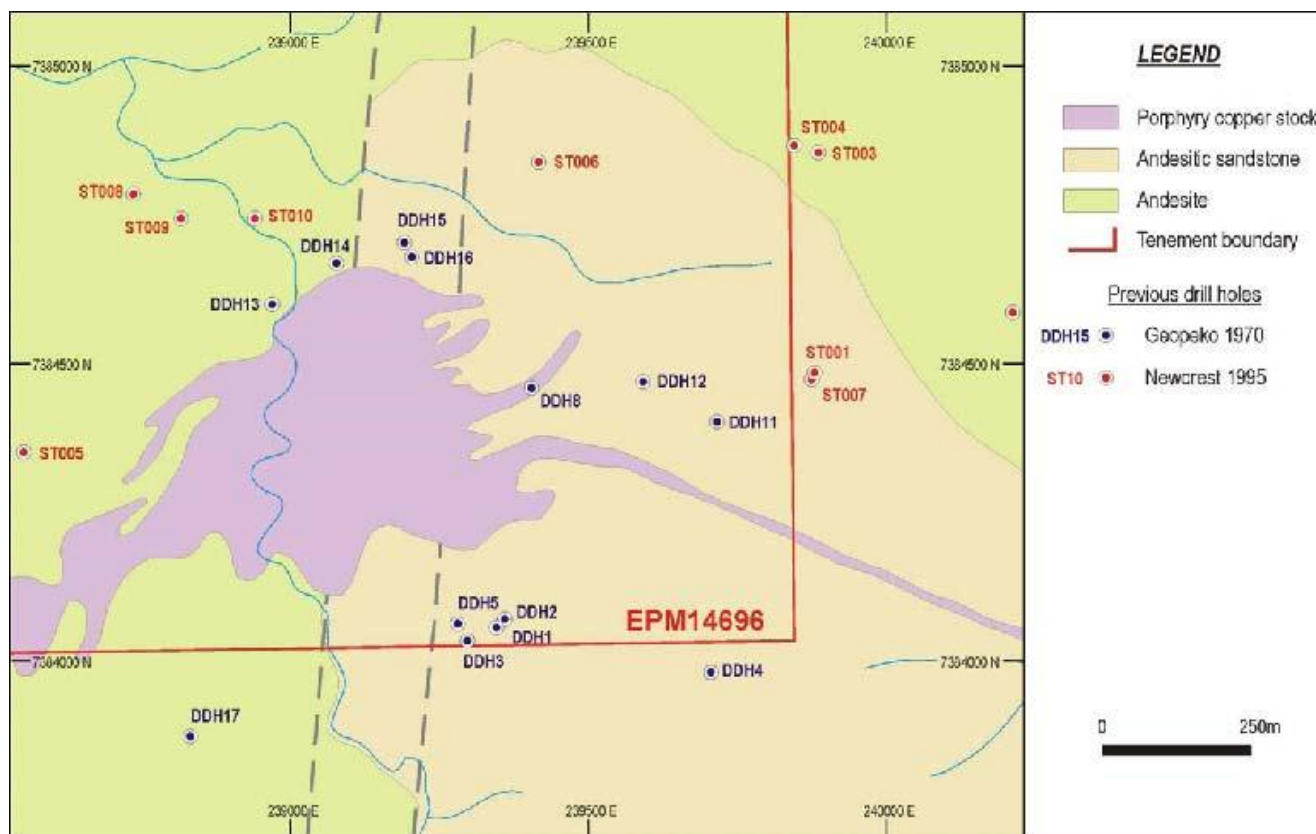 239000 E
239500 E
240000 E
7385000 N
7385000 N
ST004
ST003
ST006
ST008
ST009
ST010
DDH15
DDH14
DDH16
DDH13
7384500 N
7384500 N
ST001
ST007
DDH12
DDH8
DDH11
ST005
EPM14696
DDH5
DDH2
DDH1
DDH3
7384000 N
7384000 N
DDH4
DDH17
239000 E
239500 E
240000 E
LEGEND
Porphyry copper stock
Andesitic sandstone
Andesite
Tenement boundary
Previous drill holes
DDH15 Geopeko 1970
ST10 Newcrest 1995
0 250m